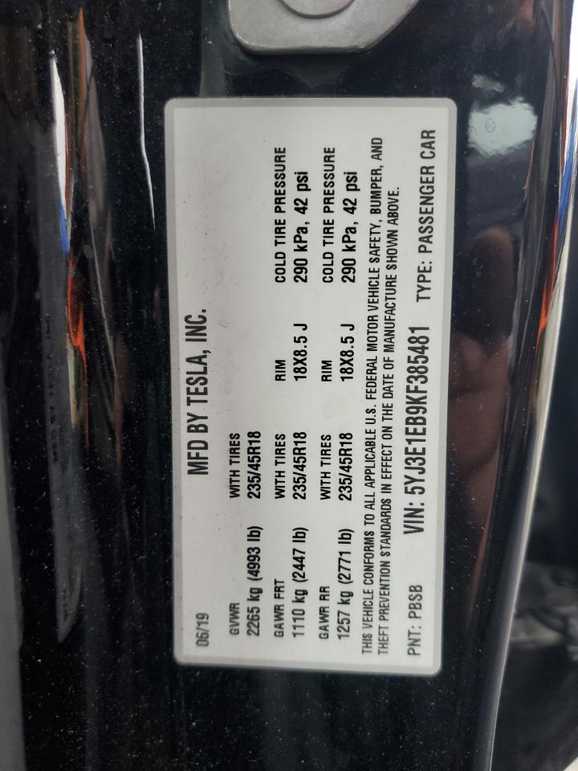 06/19 MFD BY TESLA, INC.
GVWR WITH TIRES
2265 kg (4993 lb) 235/45R18
GAWR FRT WITH TIRES RIM COLD TIRE PRESSURE
1110 kg (2447 lb) 235/45R18 18X8.5 J 290 kPa, 42 psi
GAWR RR WITH TIRES RIM COLD TIRE PRESSURE
1257 kg (2771 lb) 235/45R18 18X8.5 J 290 kPa, 42 psi
THIS VEHICLE CONFORMS TO ALL APPLICABLE U.S. FEDERAL MOTOR VEHICLE SAFETY, BUMPER, AND
THEFT PREVENTION STANDARDS IN EFFECT ON THE DATE OF MANUFACTURE SHOWN ABOVE.
PNT: PBSB VIN: 5YJ3E1EB9KF385481 TYPE: PASSENGER CAR